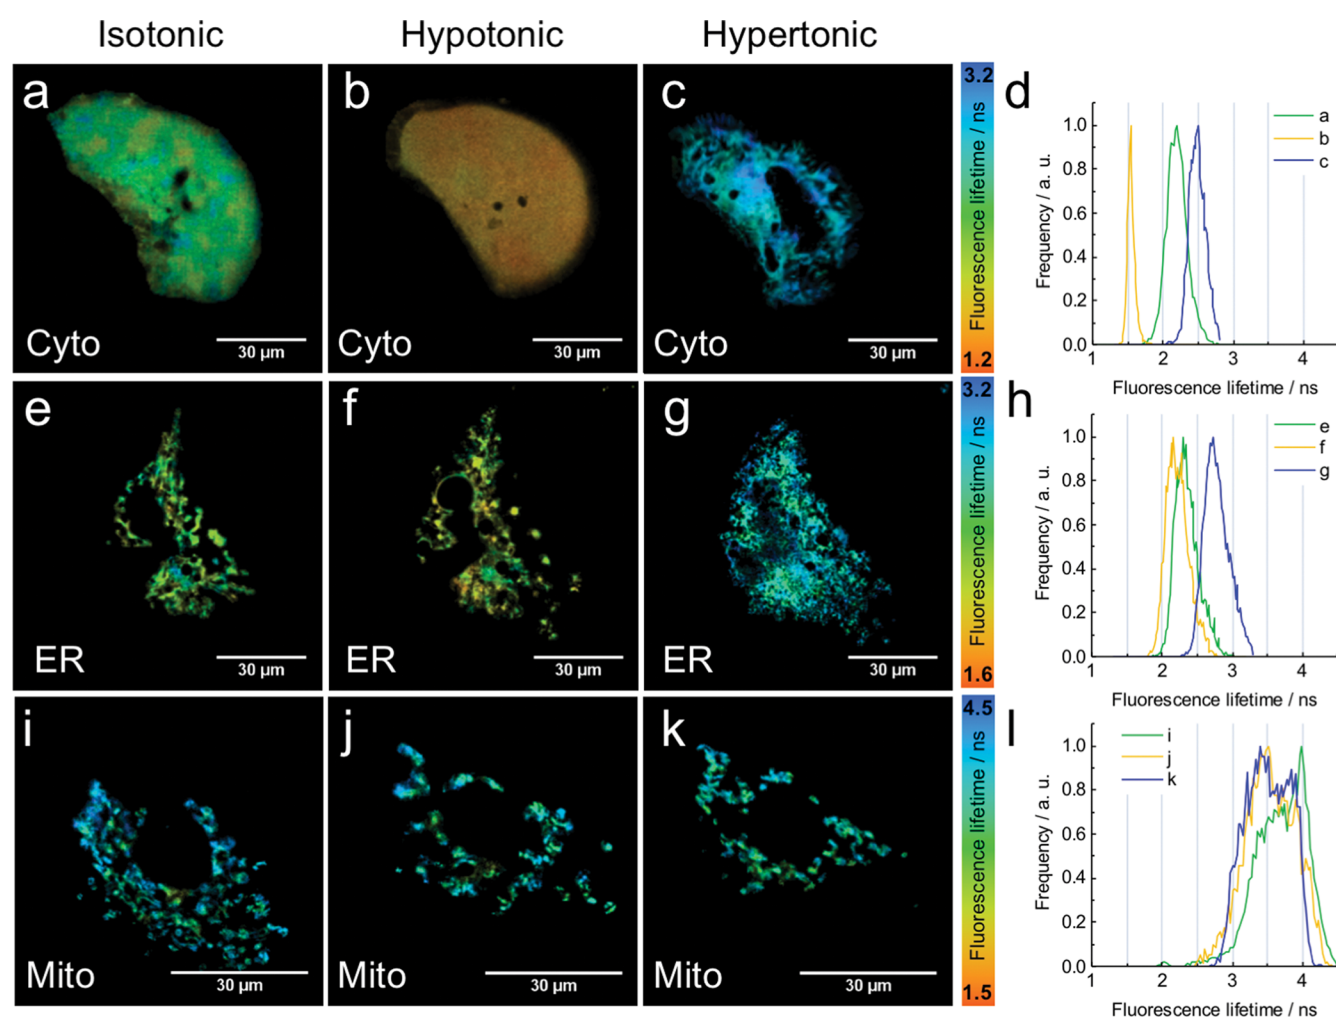 Isotonic Hypotonic Hypertonic
a b c d
3.2
Fluorescence lifetime / ns
1.2
Cyto Cyto Cyto
30 µm 30 µm 30 µm
Frequency / a. u.
1.0
0.8
0.6
0.4
0.2
0.0
1 2 3 4
Fluorescence lifetime / ns
a
b
c
e f g h
3.2
Fluorescence lifetime / ns
1.6
ER ER ER
30 µm 30 µm 30 µm
Frequency / a. u.
1.0
0.8
0.6
0.4
0.2
0.0
1 2 3 4
Fluorescence lifetime / ns
e
f
g
i j k l
4.5
Fluorescence lifetime / ns
1.5
Mito Mito Mito
30 µm 30 µm 30 µm
Frequency / a. u.
1.0
0.8
0.6
0.4
0.2
0.0
1 2 3 4
Fluorescence lifetime / ns
i
j
k